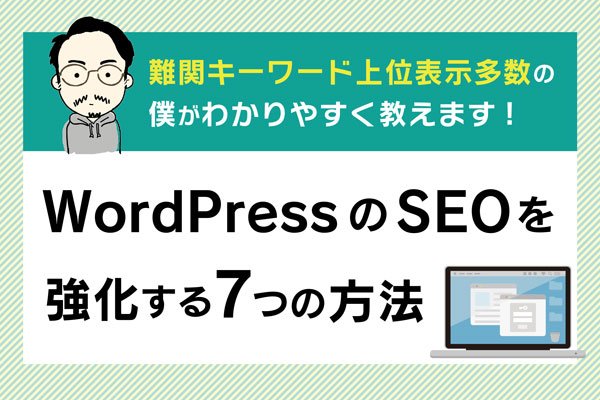 難関キーワード上位表示多数の
僕がわかりやすく教えます！
WordPressのSEOを
強化する7つの方法